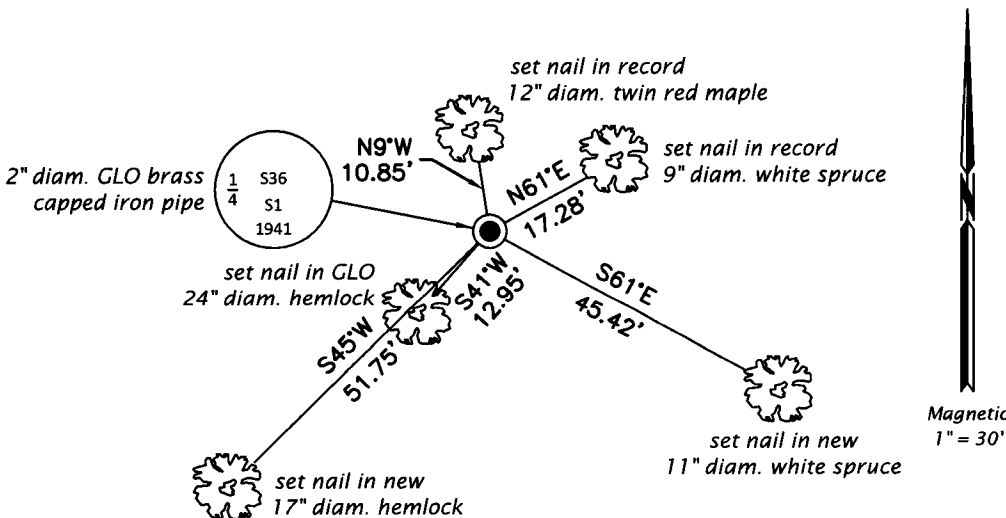 set nail in record
12" diam. twin red maple
N9°W
10.85'
set nail in record
9" diam. white spruce
N61°E
17.28'
2" diam. GLO brass
capped iron pipe
1
4
S36
S1
1941
set nail in GLO
24" diam. hemlock
S41°W
12.95'
S61°E
45.42'
S45°W
51.75'
set nail in new
11" diam. white spruce
set nail in new
17" diam. hemlock
N
Magnetic
1" = 30'